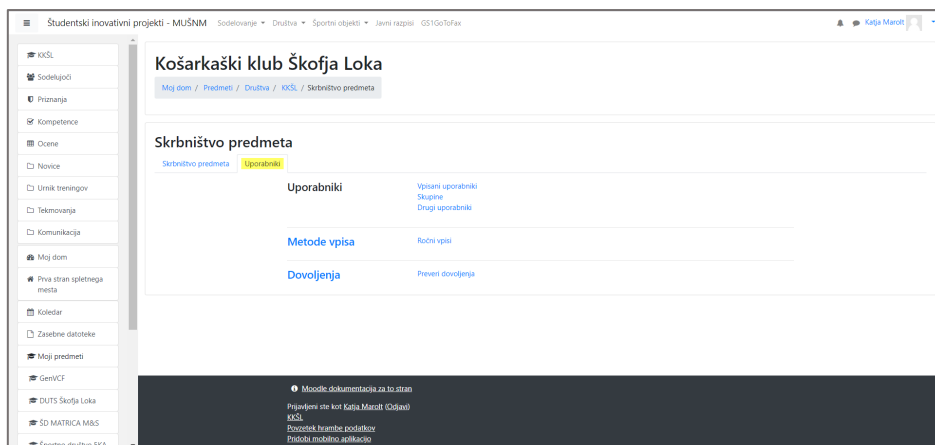 Študentski inovativni projekti - MUŠNM Sodelovanje Društva Športni objekti Javni razpisi GS1GoToFax Katja Marolt
KKŠL
Sodelujoči
Priznanja
Kompetence
Ocene
Novice
Urnik treningov
Tekmovanja
Komunikacija
Moj dom
Prva stran spletnega
mesta
Koledar
Zasebne datoteke
Moji predmeti
GenVCF
DUTS Škofja Loka
ŠD MATRICA M&S
Športno društvo ŠKA
Košarkaški klub Škofja Loka
Moj dom / Predmeti / Društva / KKŠL / Skrbništvo predmeta
Skrbništvo predmeta
Skrbništvo predmeta Uporabniki
Uporabniki Vpisani uporabniki
Skupine
Drugi uporabniki
Metode vpisa Ročni vpisi
Dovoljenja Preveri dovoljenja
Moodle dokumentacija za to stran
Prijavljeni ste kot Katja Marolt (Odjavi)
KKŠL
Povzetek hrambe podatkov
Pridobi mobilno aplikacijo